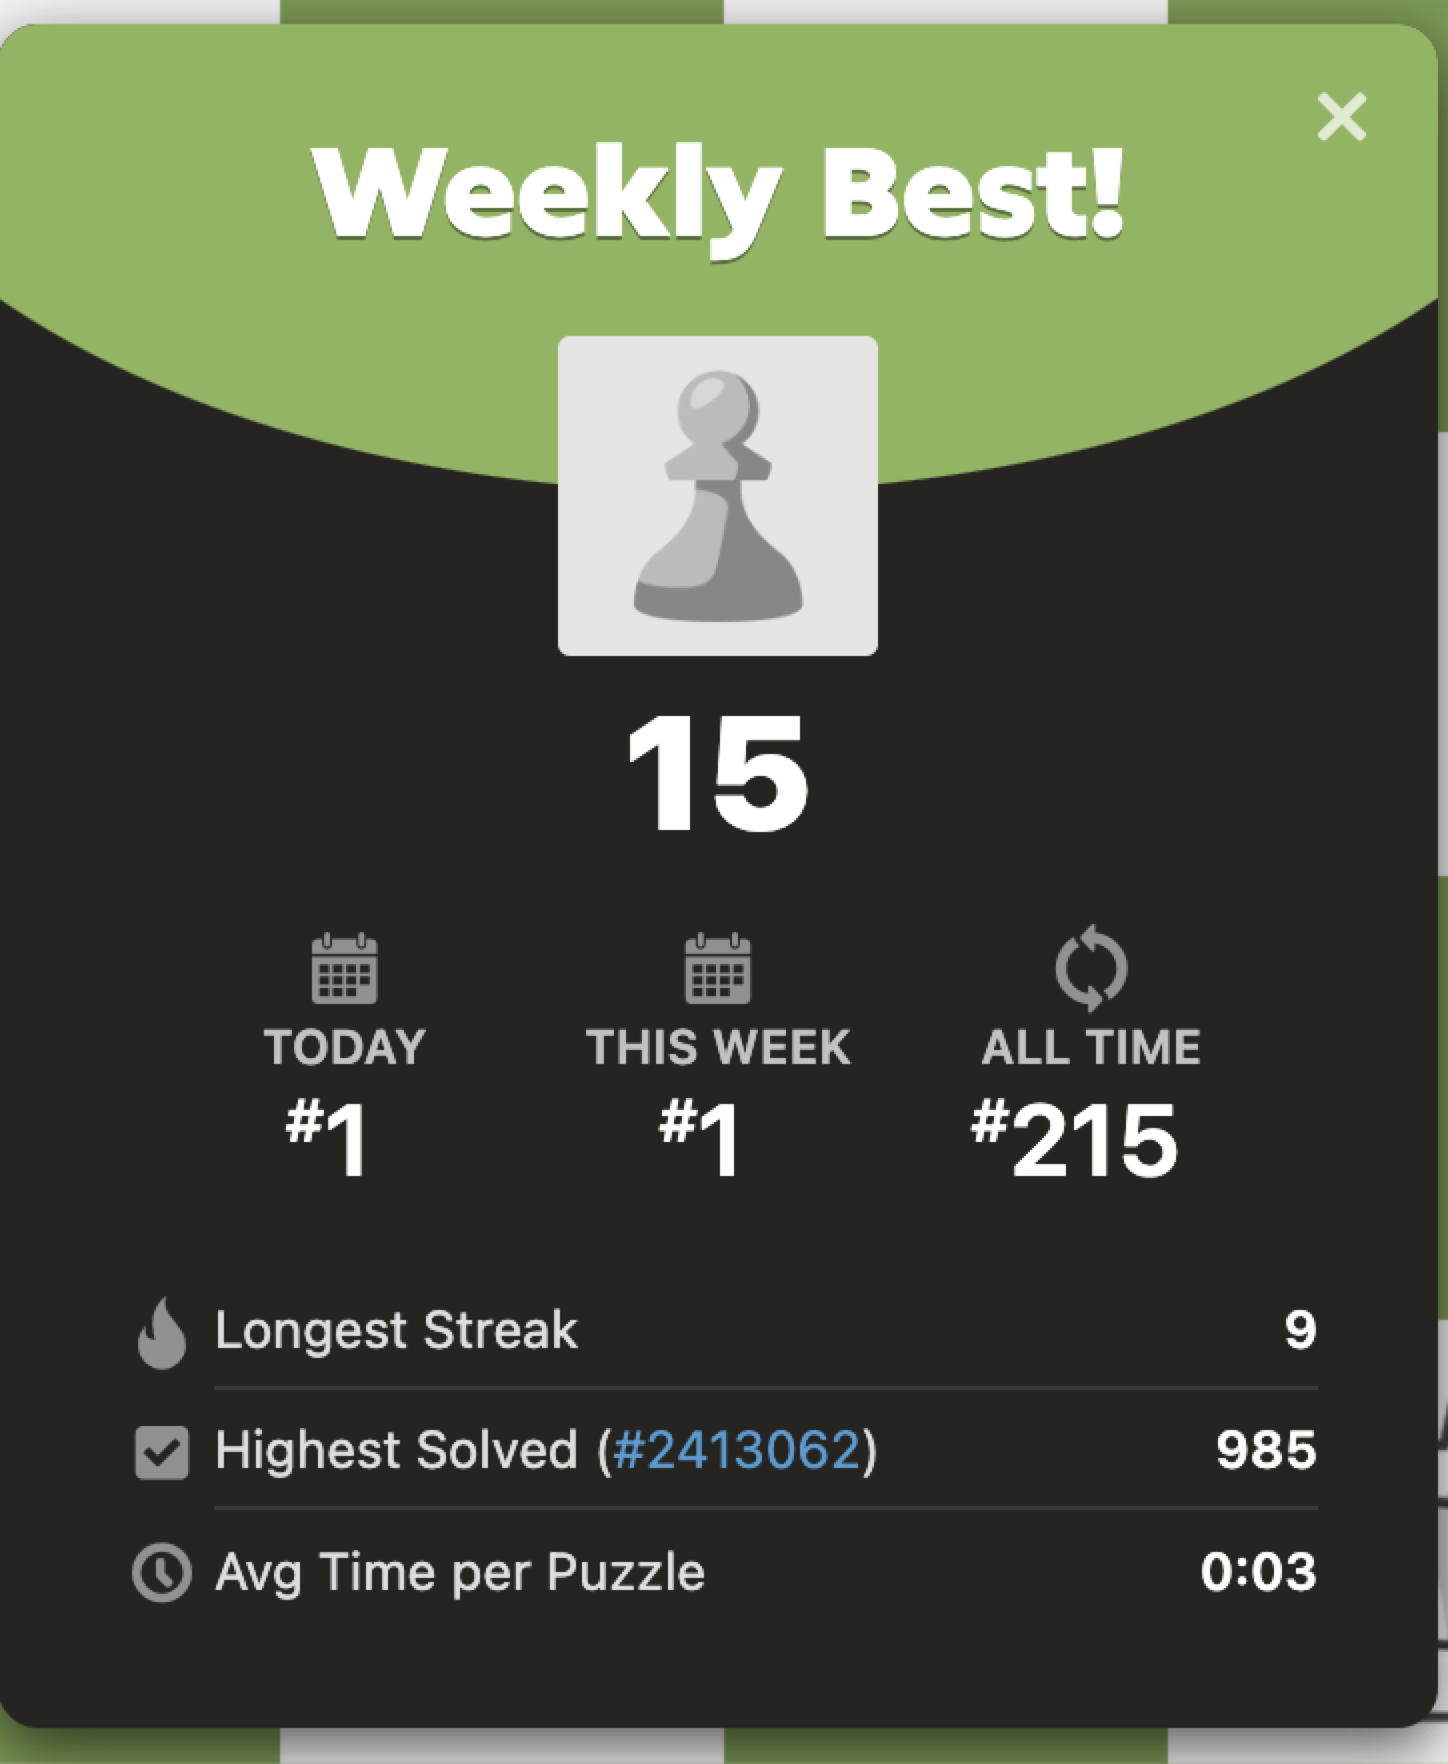 Weekly Best!
15
TODAY
THIS WEEK
ALL TIME
#1
#1
#215
Longest Streak 9
Highest Solved (#2413062) 985
Avg Time per Puzzle 0:03